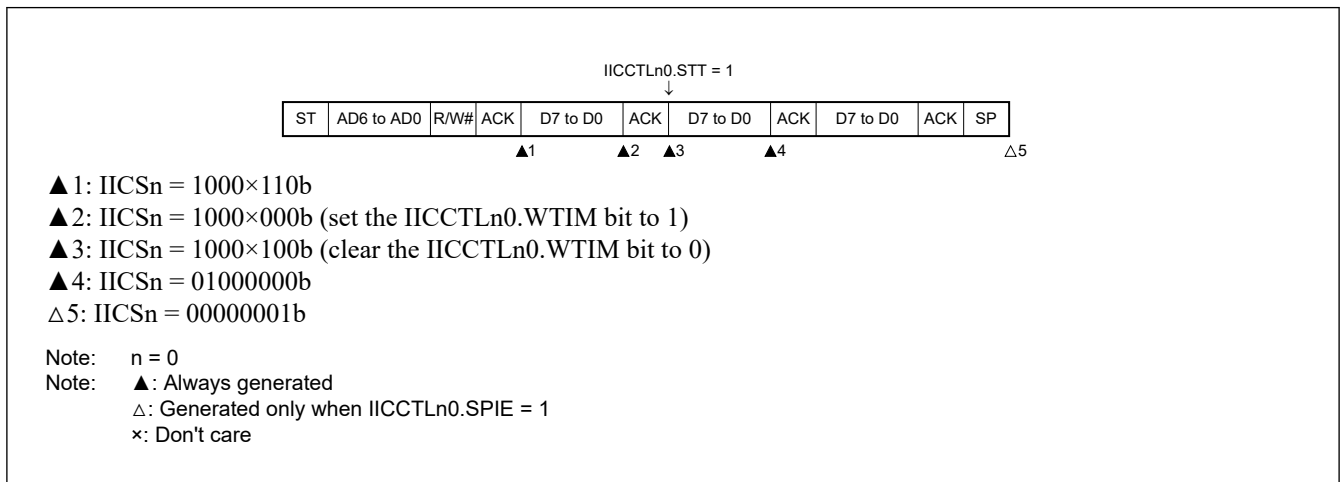 IICCTLn0.STT = 1
↓
ST AD6 to AD0 R/W# ACK D7 to D0 ACK D7 to D0 ACK D7 to D0 ACK SP
▲1 ▲2 ▲3 ▲4 △5
▲1: IICSn = 1000×110b
▲2: IICSn = 1000×000b (set the IICCTLn0.WTIM bit to 1)
▲3: IICSn = 1000×100b (clear the IICCTLn0.WTIM bit to 0)
▲4: IICSn = 01000000b
△5: IICSn = 00000001b
Note: n = 0
Note: ▲: Always generated
△: Generated only when IICCTLn0.SPIE = 1
×: Don't care